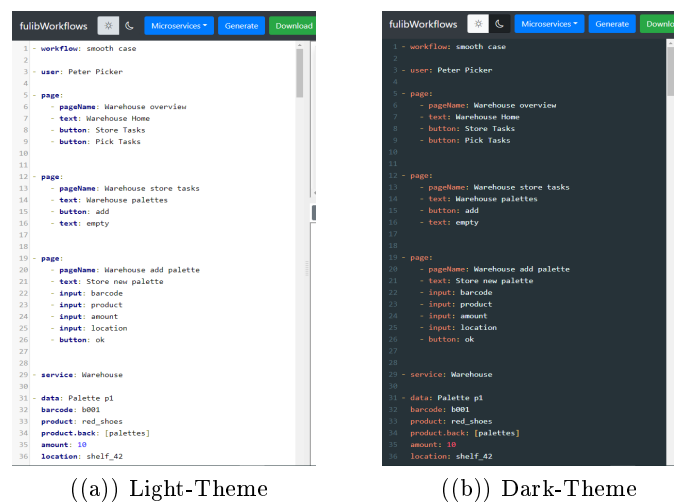 fulibWorkflows Microservices Generate Download
1 - workflow: smooth case
2
3 - user: Peter Picker
4
5 - page:
6 - pageName: Warehouse overview
7 - text: Warehouse Home
8 - button: Store Tasks
9 - button: Pick Tasks
10
11
12 - page:
13 - pageName: Warehouse store tasks
14 - text: Warehouse palettes
15 - button: add
16 - text: empty
17
18
19 - page:
20 - pageName: Warehouse add palette
21 - text: Store new palette
22 - input: barcode
23 - input: product
24 - input: amount
25 - input: location
26 - button: ok
27
28
29 - service: Warehouse
30
31 - data: Palette p1
32 barcode: b001
33 product: red_shoes
34 product.back: [palettes]
35 amount: 10
36 location: shelf_42
((a)) Light-Theme
fulibWorkflows Microservices Generate Downlo
1 - workflow: smooth case
2
3 - user: Peter Picker
4
5 - page:
6 - pageName: Warehouse overview
7 - text: Warehouse Home
8 - button: Store Tasks
9 - button: Pick Tasks
10
11
12 - page:
13 - pageName: Warehouse store tasks
14 - text: Warehouse palettes
15 - button: add
16 - text: empty
17
18
19 - page:
20 - pageName: Warehouse add palette
21 - text: Store new palette
22 - input: barcode
23 - input: product
24 - input: amount
25 - input: location
26 - button: ok
27
28
29 - service: Warehouse
30
31 - data: Palette p1
32 barcode: b001
33 product: red_shoes
34 product.back: [palettes]
35 amount: 10
36 location: shelf_42
((b)) Dark-Theme